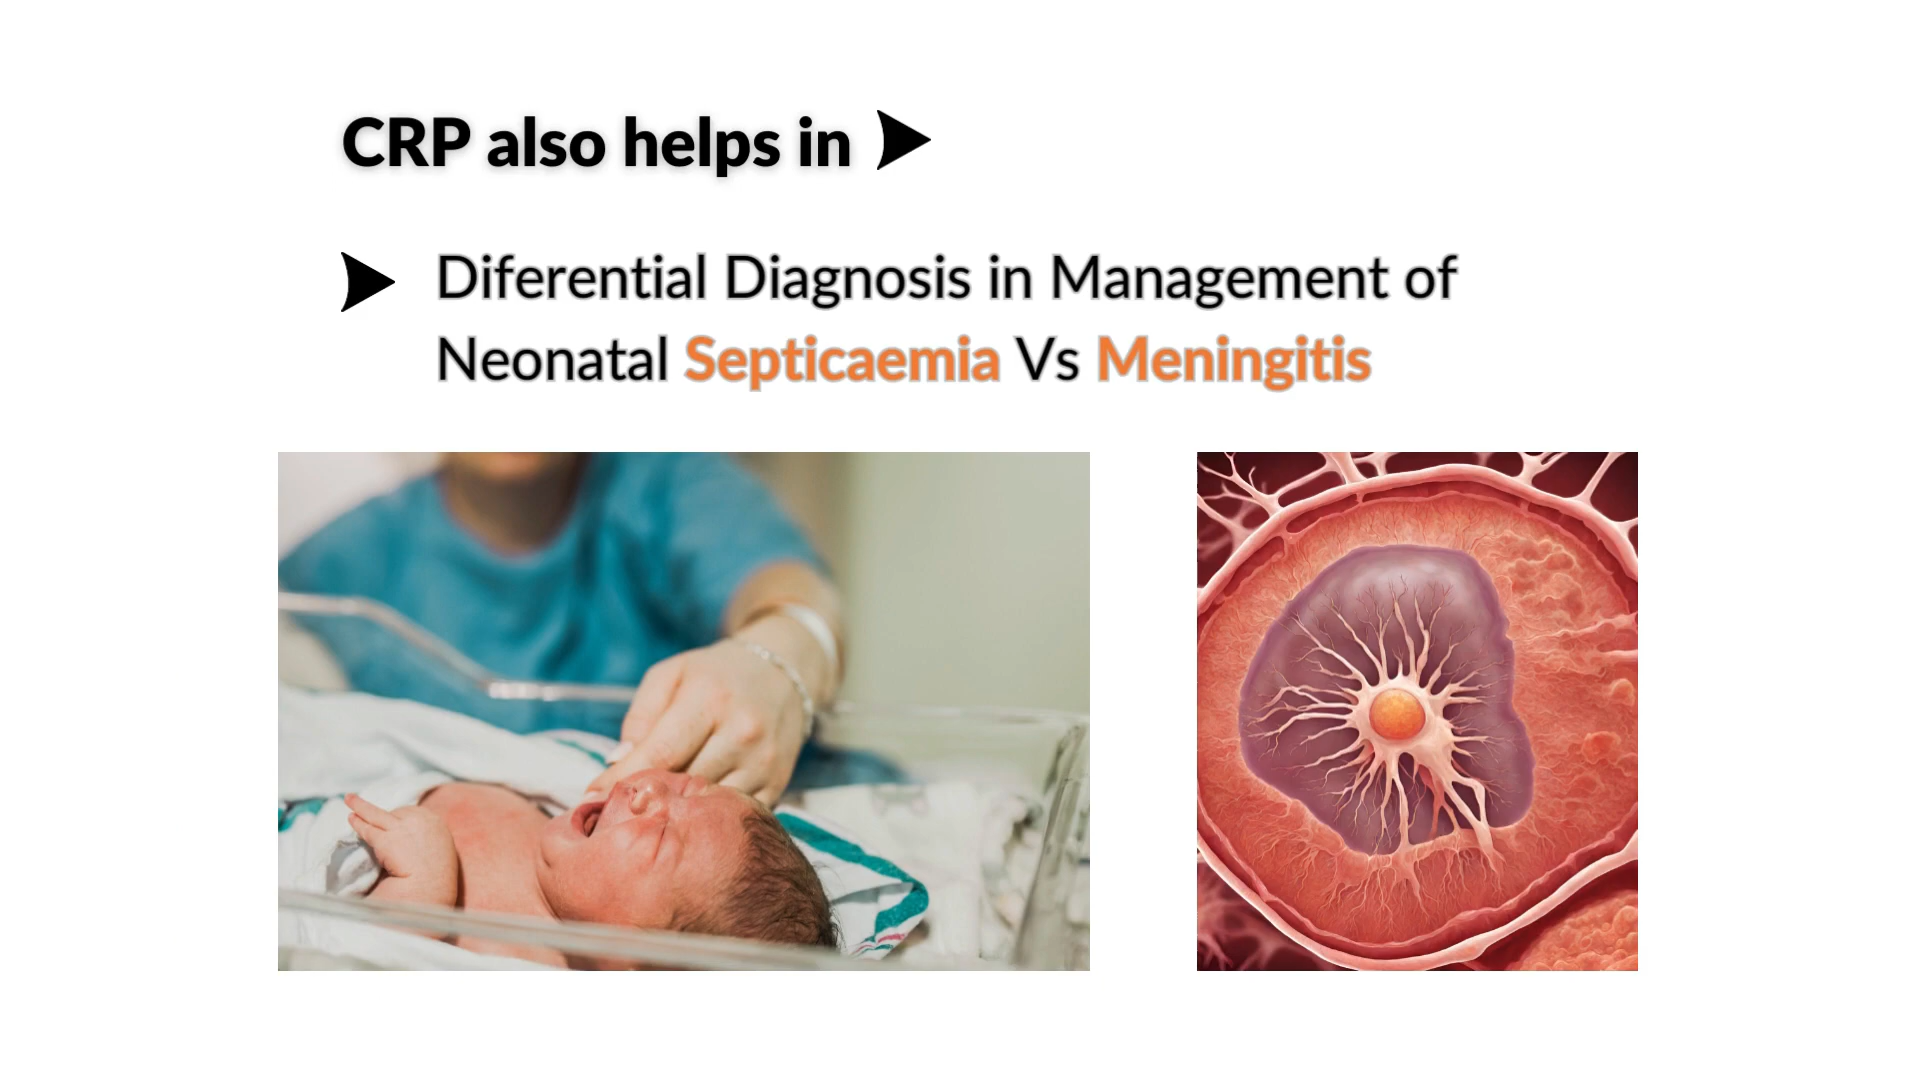 CRP also helps in
Diferential Diagnosis in Management of
Neonatal Septicaemia Vs Meningitis